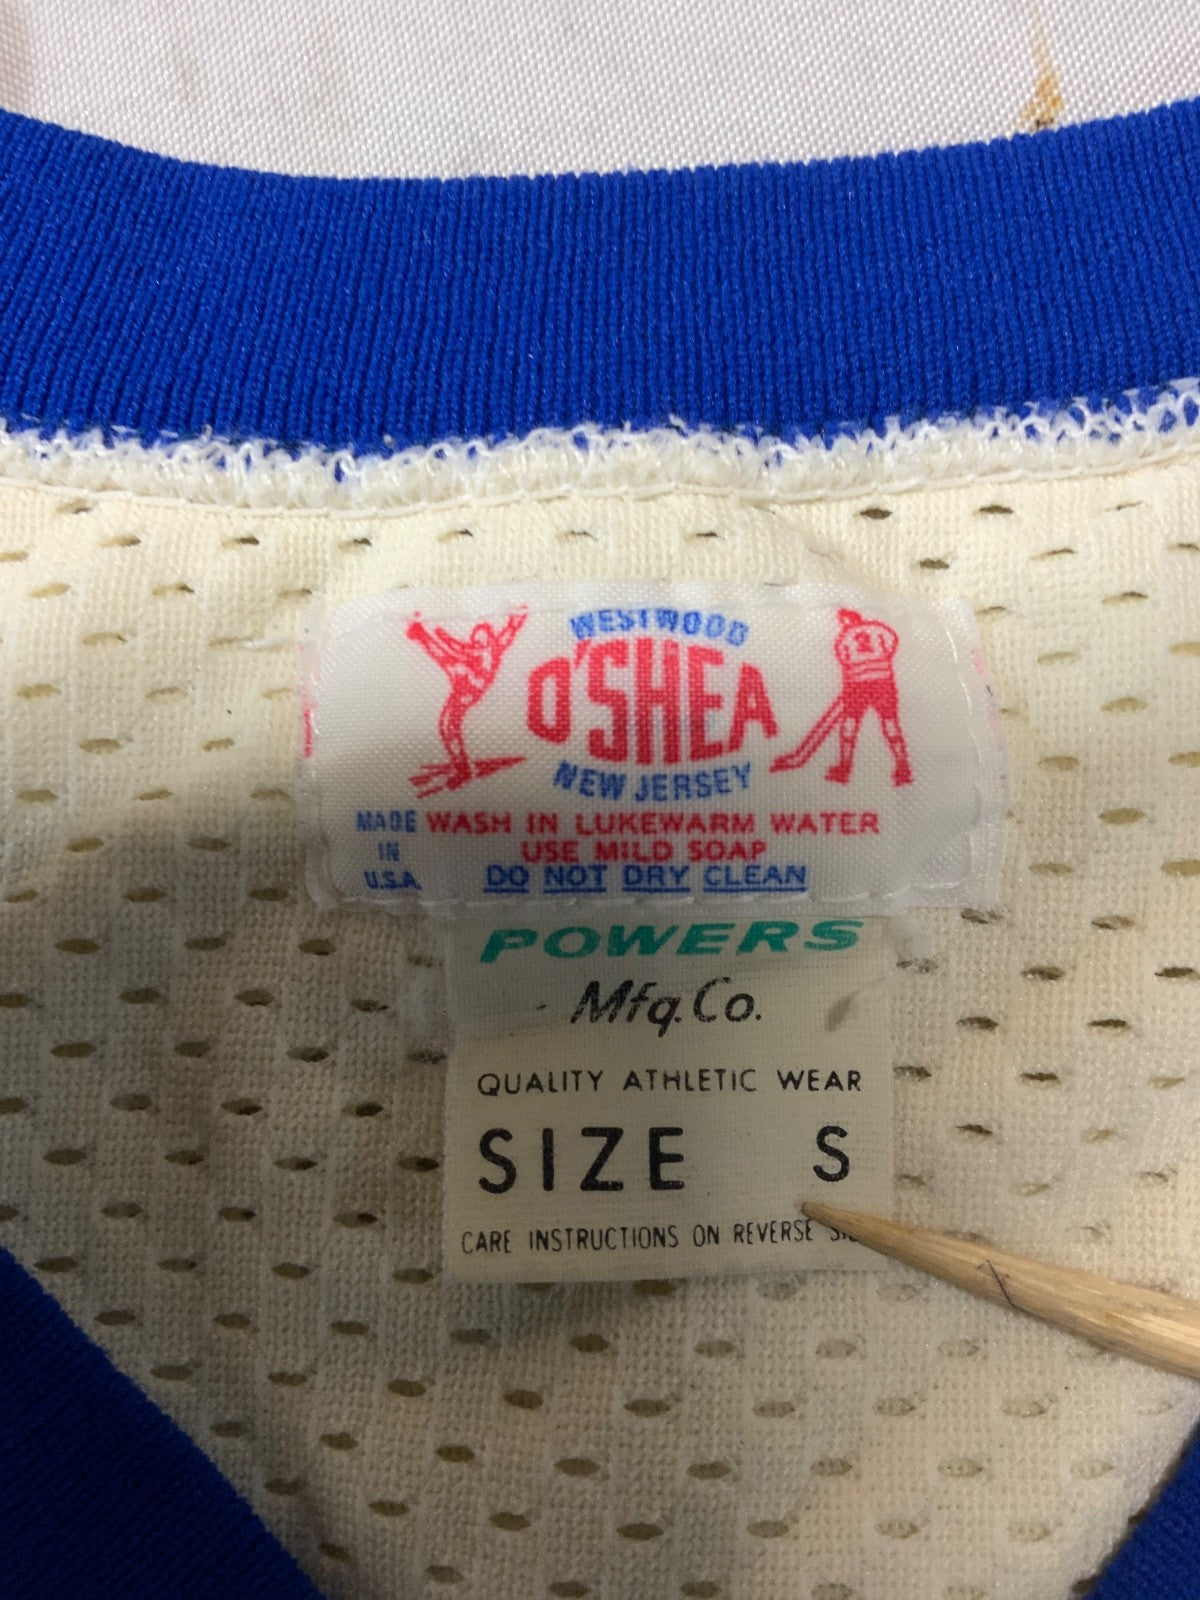 WESTWOOD
O'SHEA
NEW JERSEY
MADE IN U.S.A.
WASH IN LUKEWARM WATER
USE MILD SOAP
DO NOT DRY CLEAN
POWERS
Mfg. Co.
QUALITY ATHLETIC WEAR
SIZE S
CARE INSTRUCTIONS ON REVERSE